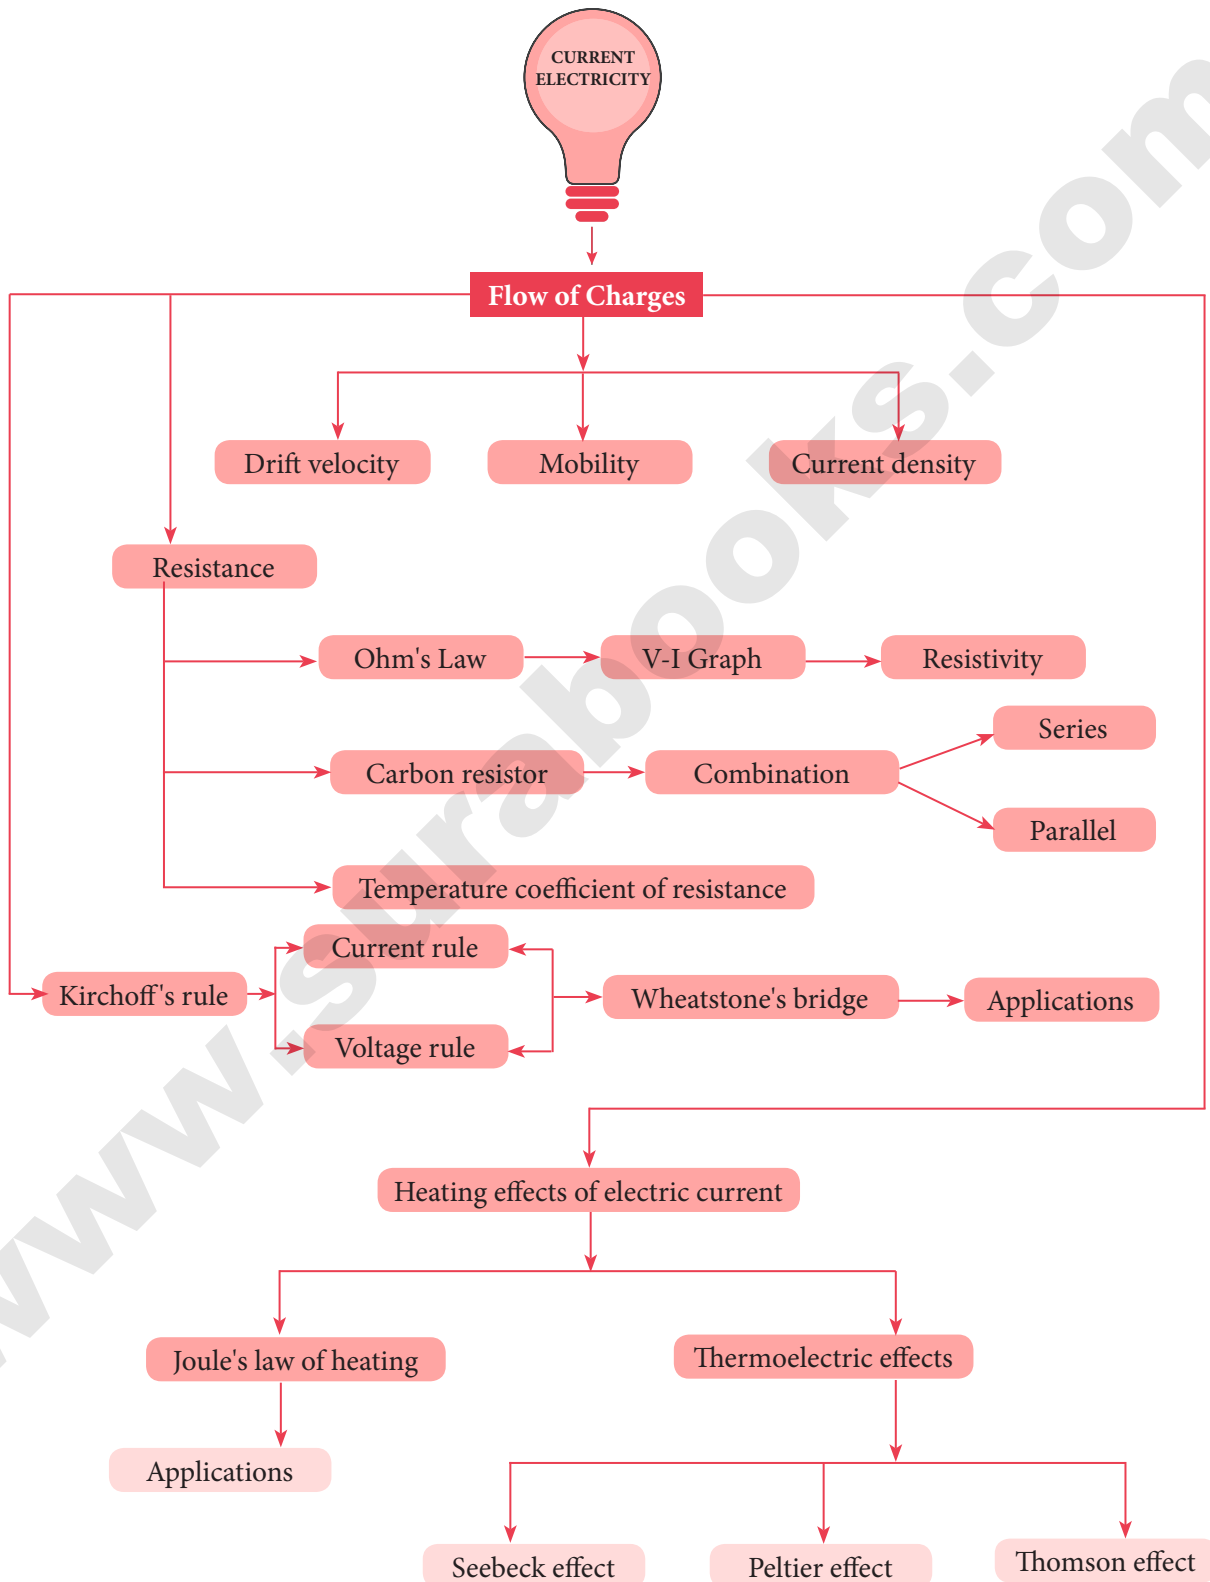 CURRENT
ELECTRICITY
Flow of Charges
Drift velocity
Mobility
Current density
Resistance
Ohm's Law
V-I Graph
Resistivity
Series
Carbon resistor
Combination
Parallel
Temperature coefficient of resistance
Current rule
Kirchoff's rule
Wheatstone's bridge
Applications
Voltage rule
Heating effects of electric current
Joule's law of heating
Thermoelectric effects
Applications
Seebeck effect
Peltier effect
Thomson effect
www.surabooks.com